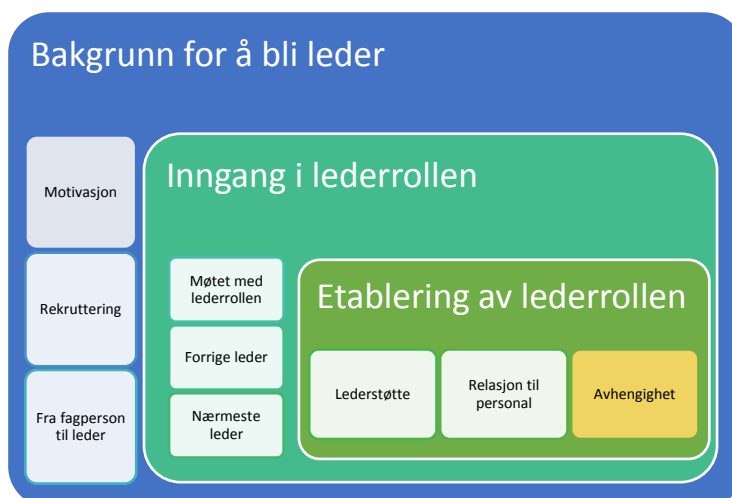 Bakgrunn for å bli leder
Motivasjon
Rekruttering
Fra fagperson
til leder
Inngang i lederrollen
Møtet med
lederrollen
Forrige leder
Nærmeste
leder
Etablering av lederrollen
Lederstøtte
Relasjon til
personal
Avhengighet